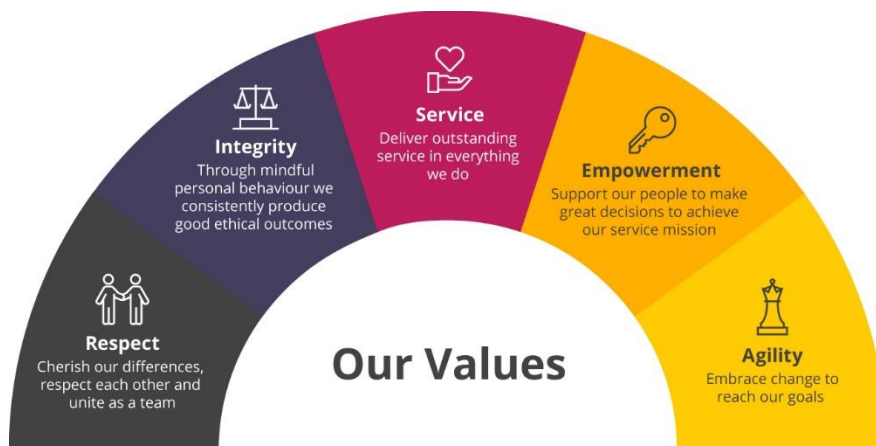 Respect
Cherish our differences,
respect each other and
unite as a team
Integrity
Through mindful
personal behaviour we
consistently produce
good ethical outcomes
Service
Deliver outstanding
service in everything
we do
Empowerment
Support our people to make
great decisions to achieve
our service mission
Agility
Embrace change to
reach our goals
Our Values